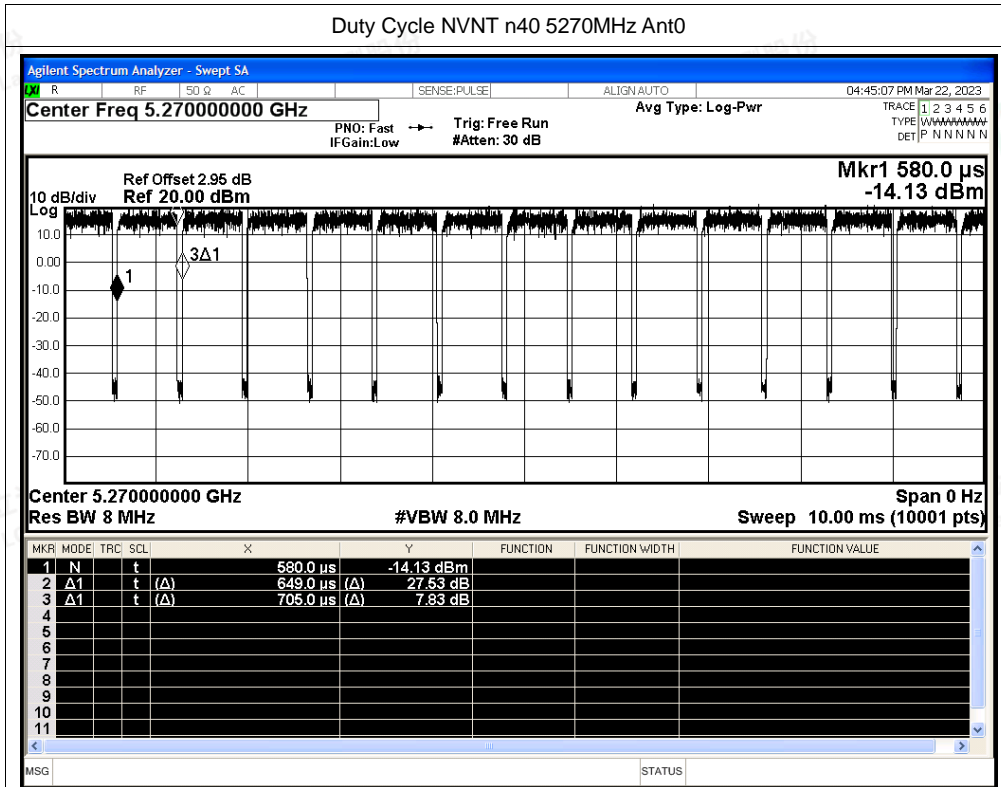 Duty Cycle NVNT n40 5270MHz Ant0
Agilent Spectrum Analyzer - Swept SA
LXI R RF 50 Ω AC SENSE:PULSE ALIGN AUTO 04:45:07 PM Mar 22, 2023
Center Freq 5.270000000 GHz Avg Type: Log-Pwr TRACE 1 2 3 4 5 6
PNO: Fast Trig: Free Run TYPE
IFGain:Low #Atten: 30 dB DET P N N N N N
Mkr1 580.0 µs
Ref Offset 2.95 dB
10 dB/div Ref 20.00 dBm -14.13 dBm
Log
10.0
0.00
3Δ1
1
-10.0
-20.0
-30.0
-40.0
-50.0
-60.0
-70.0
Center 5.270000000 GHz Span 0 Hz
Res BW 8 MHz #VBW 8.0 MHz Sweep 10.00 ms (10001 pts)
MKR MODE TRC SCL X Y FUNCTION FUNCTION WIDTH FUNCTION VALUE
1 N t 580.0 µs -14.13 dBm
2 Δ1 t (Δ) 649.0 µs (Δ) 27.53 dB
3 Δ1 t (Δ) 705.0 µs (Δ) 7.83 dB
4
5
6
7
8
9
10
11
MSG STATUS